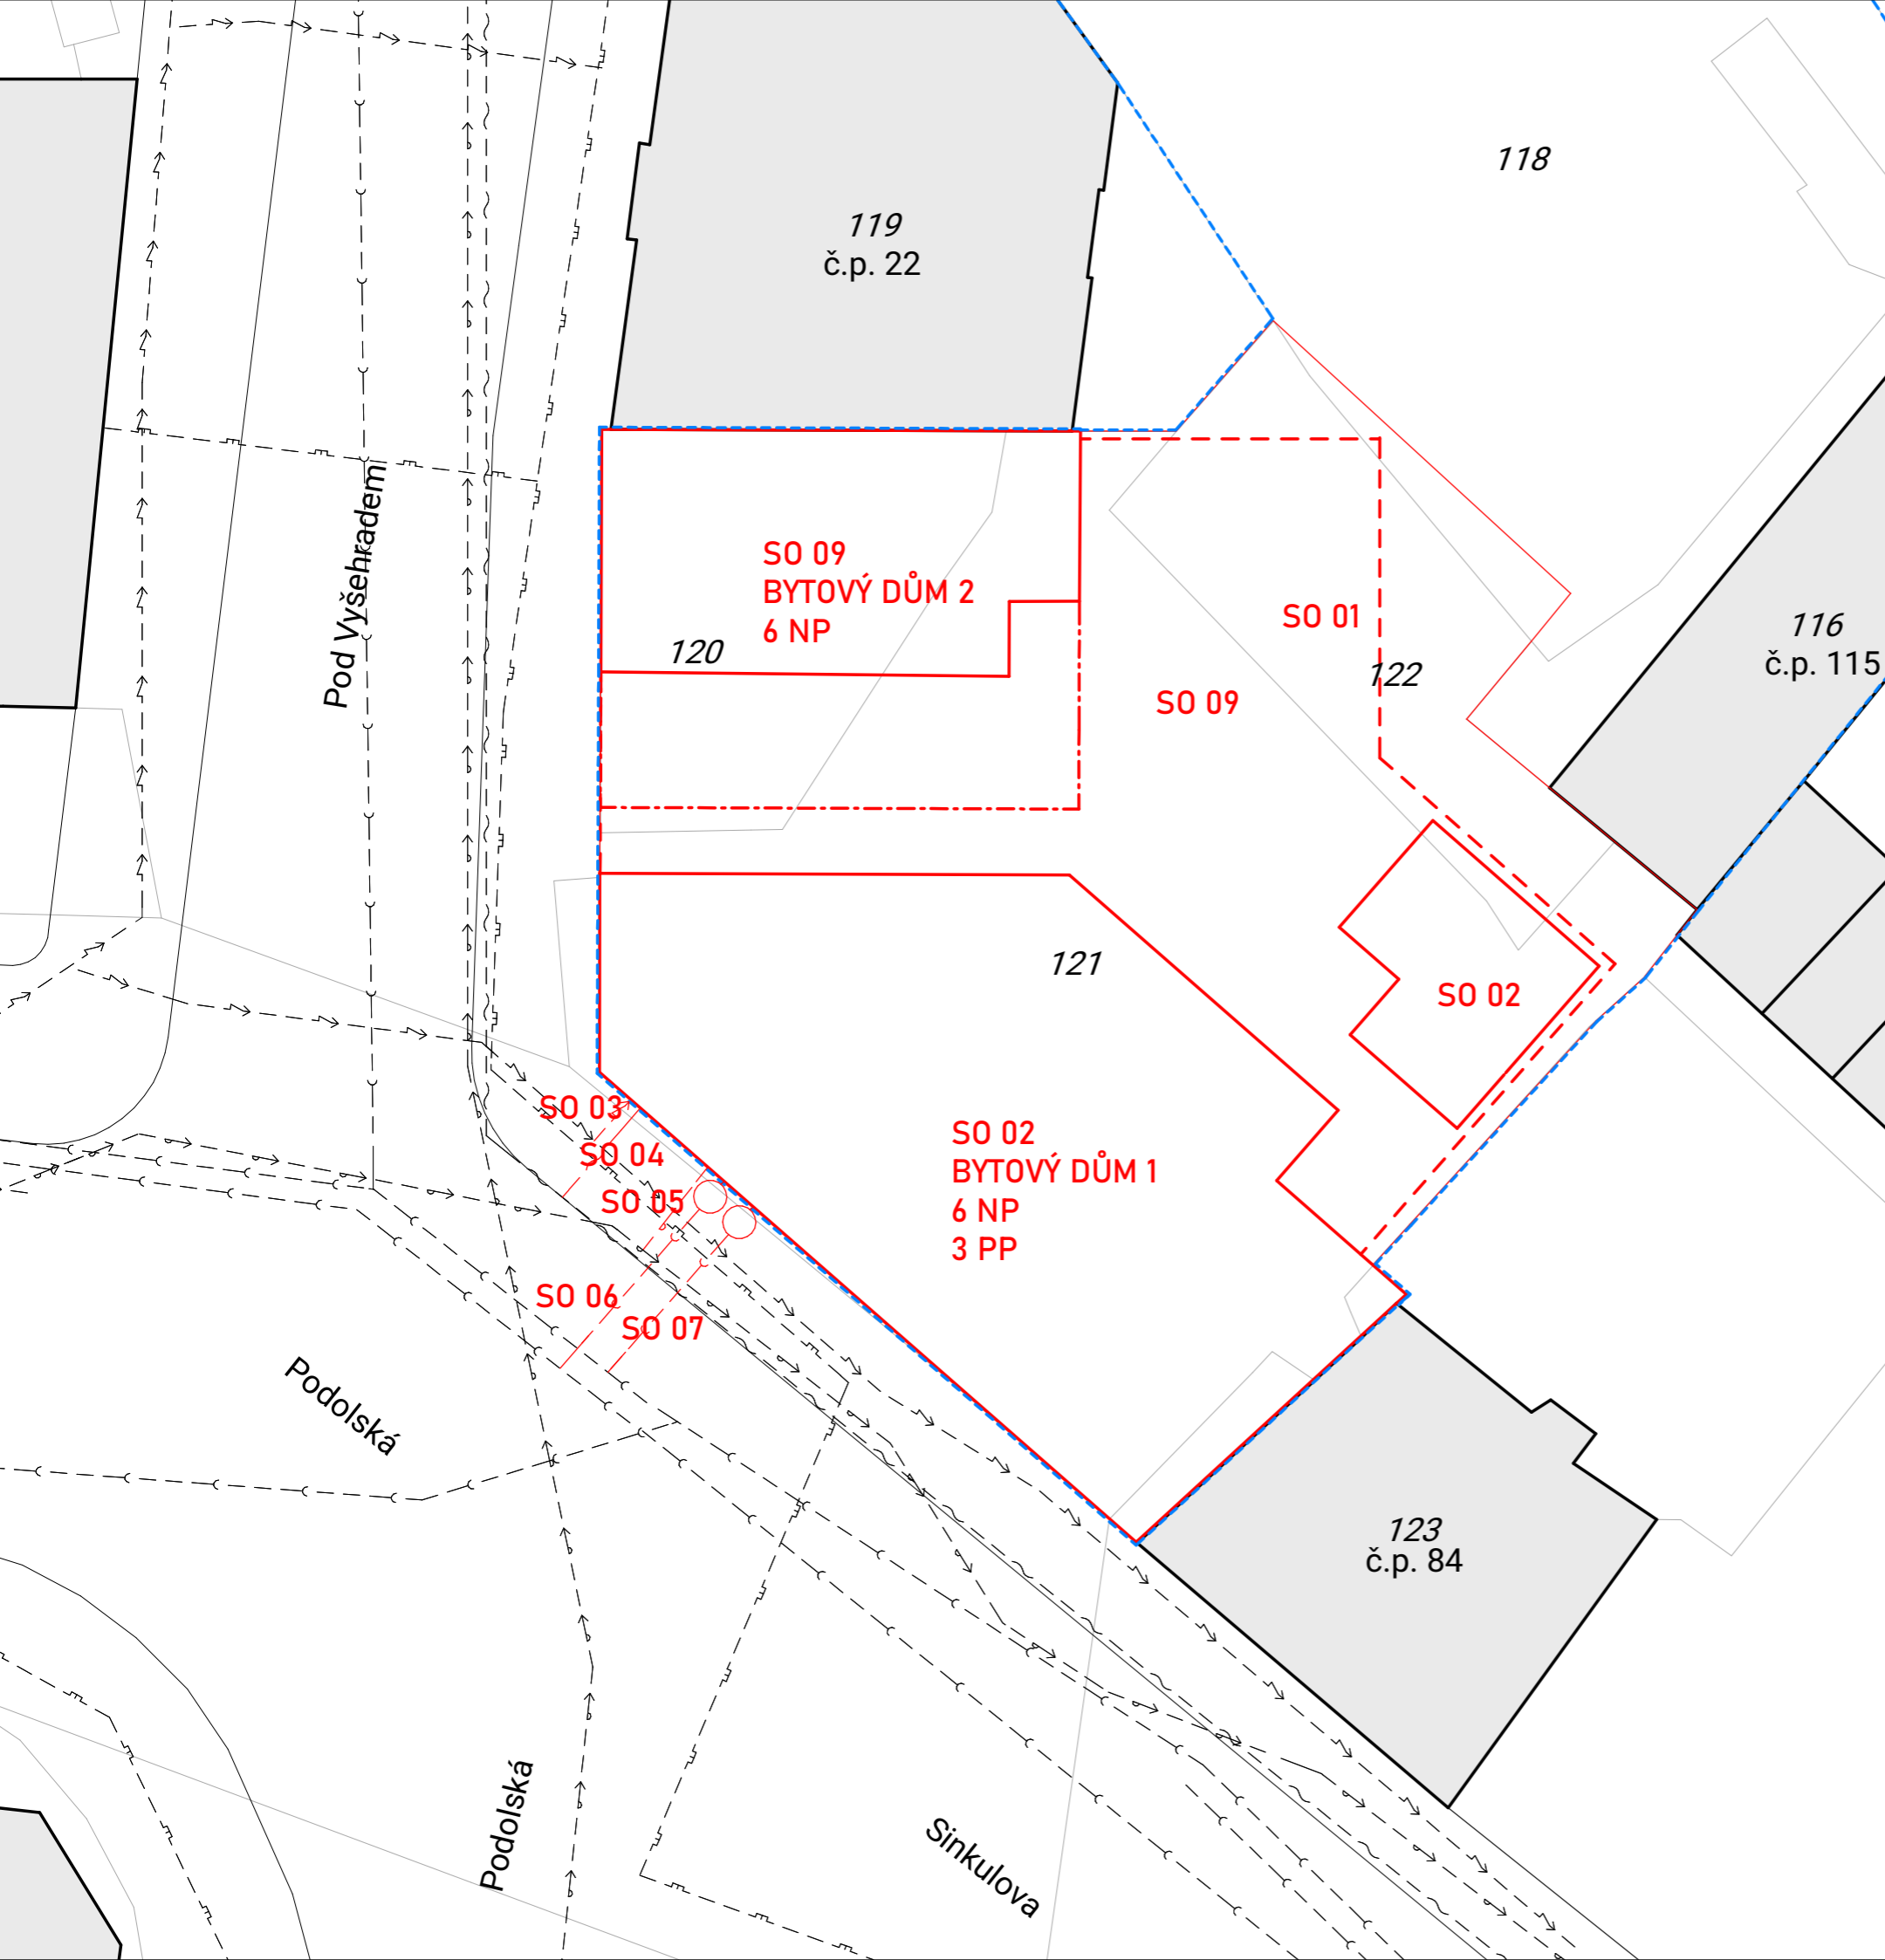 118
119
č.p. 22
Pod Vyšehradem
SO 09
BYTOVÝ DŮM 2
6 NP
120
SO 01
116
č.p. 115
122
SO 09
121
SO 02
SO 03
SO 04
SO 05
SO 02
BYTOVÝ DŮM 1
6 NP
3 PP
SO 06
SO 07
Podolská
123
č.p. 84
Podolská
Sinkulova